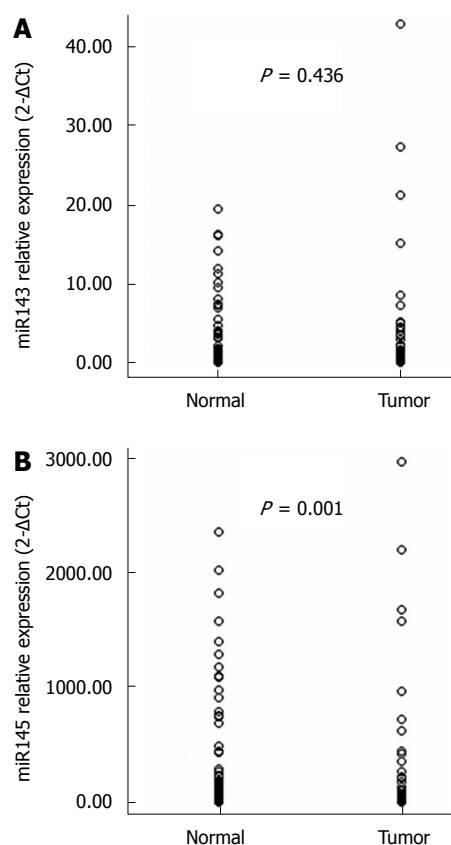 A
miR143 relative expression (2-ΔCt)
40.00
30.00
20.00
10.00
0.00
P = 0.436
Normal Tumor
B
miR145 relative expression (2-ΔCt)
3000.00
2000.00
1000.00
0.00
P = 0.001
Normal Tumor